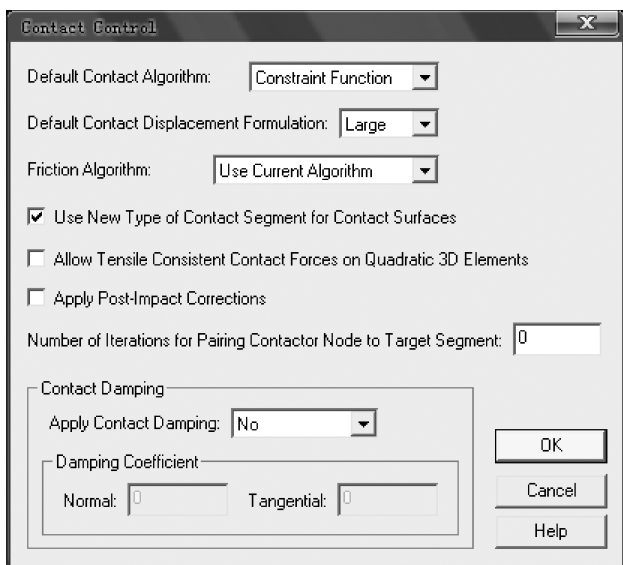 Contact Control
Default Contact Algorithm: Constraint Function
Default Contact Displacement Formulation: Large
Friction Algorithm: Use Current Algorithm
Use New Type of Contact Segment for Contact Surfaces
Allow Tensile Consistent Contact Forces on Quadratic 3D Elements
Apply Post-Impact Corrections
Number of Iterations for Pairing Contactor Node to Target Segment: 0
Contact Damping
Apply Contact Damping: No
Damping Coefficient
Normal: 0 Tangential: 0
OK
Cancel
Help